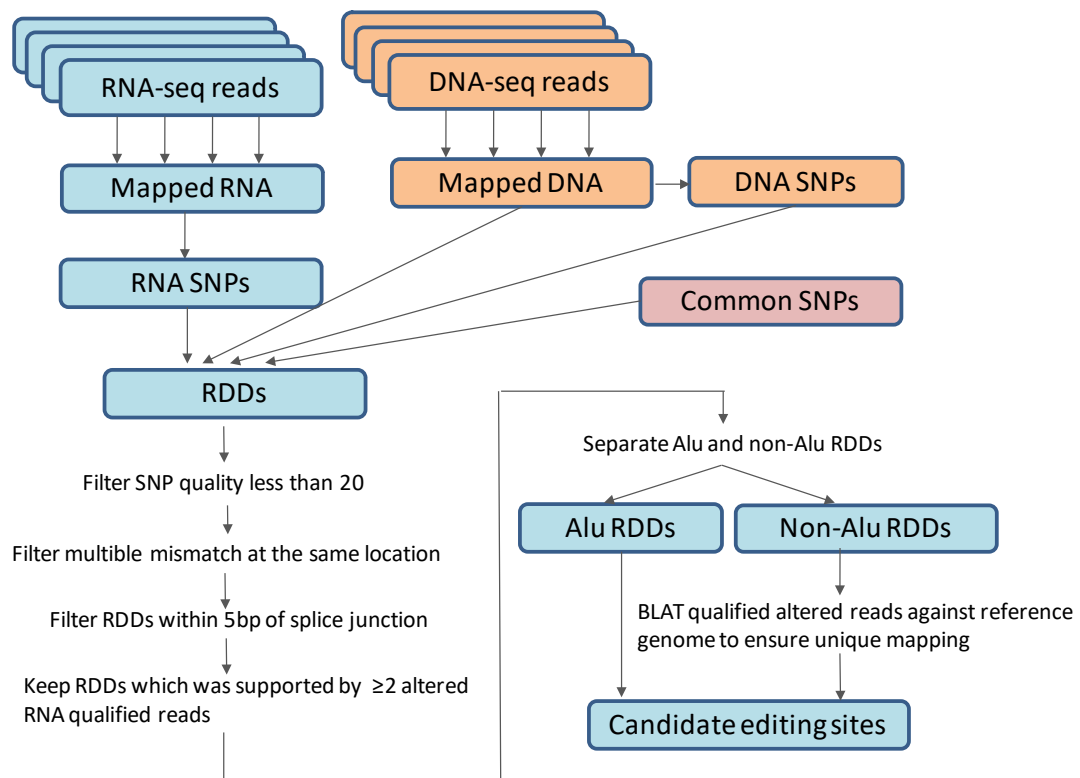 RNA-seq reads
DNA-seq reads
Mapped RNA
Mapped DNA
DNA SNPs
RNA SNPs
Common SNPs
RDDs
Filter SNP quality less than 20
Filter multible mismatch at the same location
Filter RDDs within 5bp of splice junction
Keep RDDs which was supported by ≥2 altered
RNA qualified reads
Separate Alu and non-Alu RDDs
Alu RDDs
Non-Alu RDDs
BLAT qualified altered reads against reference
genome to ensure unique mapping
Candidate editing sites